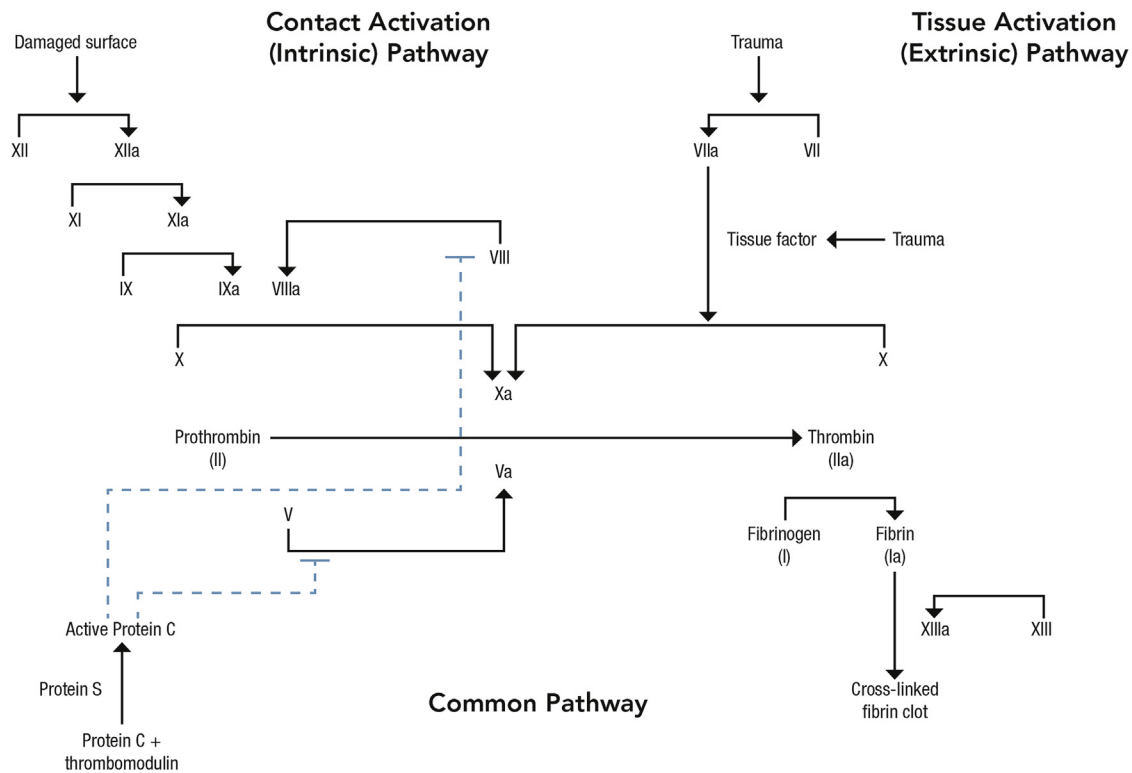 Contact Activation
(Intrinsic) Pathway
Tissue Activation
(Extrinsic) Pathway
Damaged surface
Trauma
XII
XIIa
VIIa
VII
XI
XIa
Tissue factor
Trauma
VIII
IX
IXa
VIIIa
X
X
Xa
Prothrombin
(II)
Thrombin
(IIa)
Va
V
Fibrinogen
(I)
Fibrin
(Ia)
Active Protein C
XIIIa
XIII
Protein S
Cross-linked
fibrin clot
Common Pathway
Protein C +
thrombomodulin